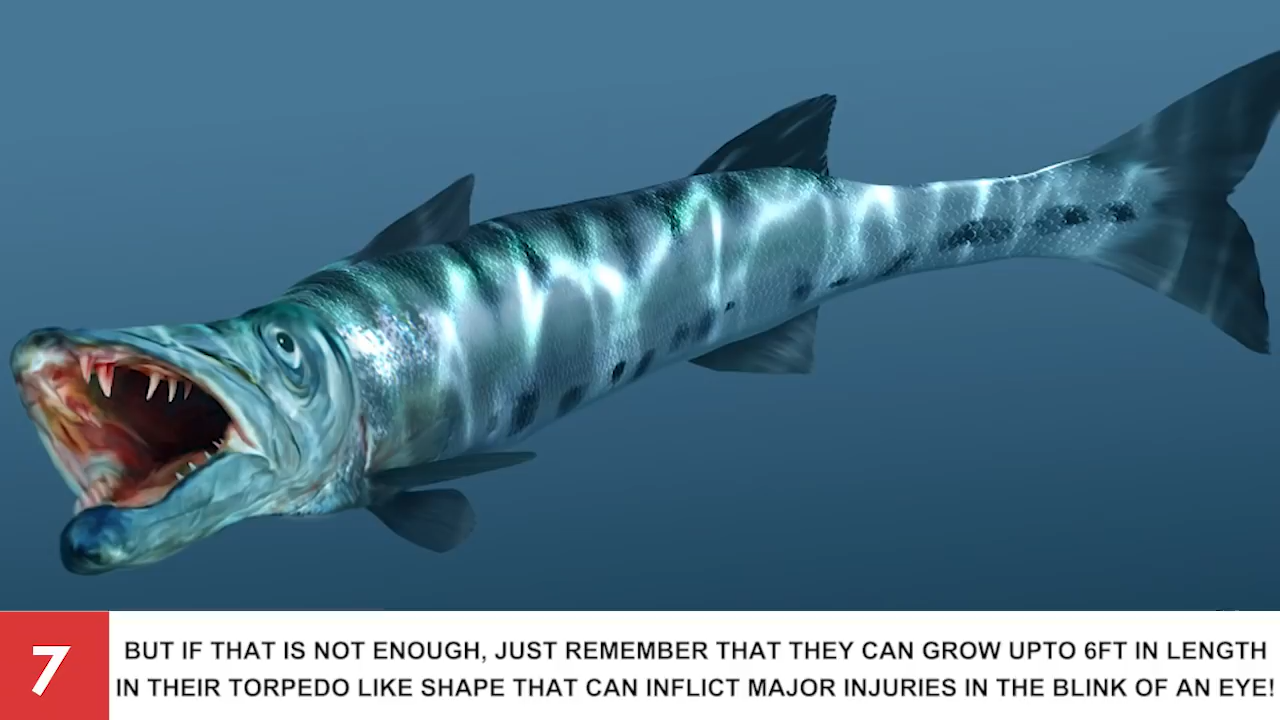 7
BUT IF THAT IS NOT ENOUGH, JUST REMEMBER THAT THEY CAN GROW UPTO 6FT IN LENGTH
IN THEIR TORPEDO LIKE SHAPE THAT CAN INFLICT MAJOR INJURIES IN THE BLINK OF AN EYE!